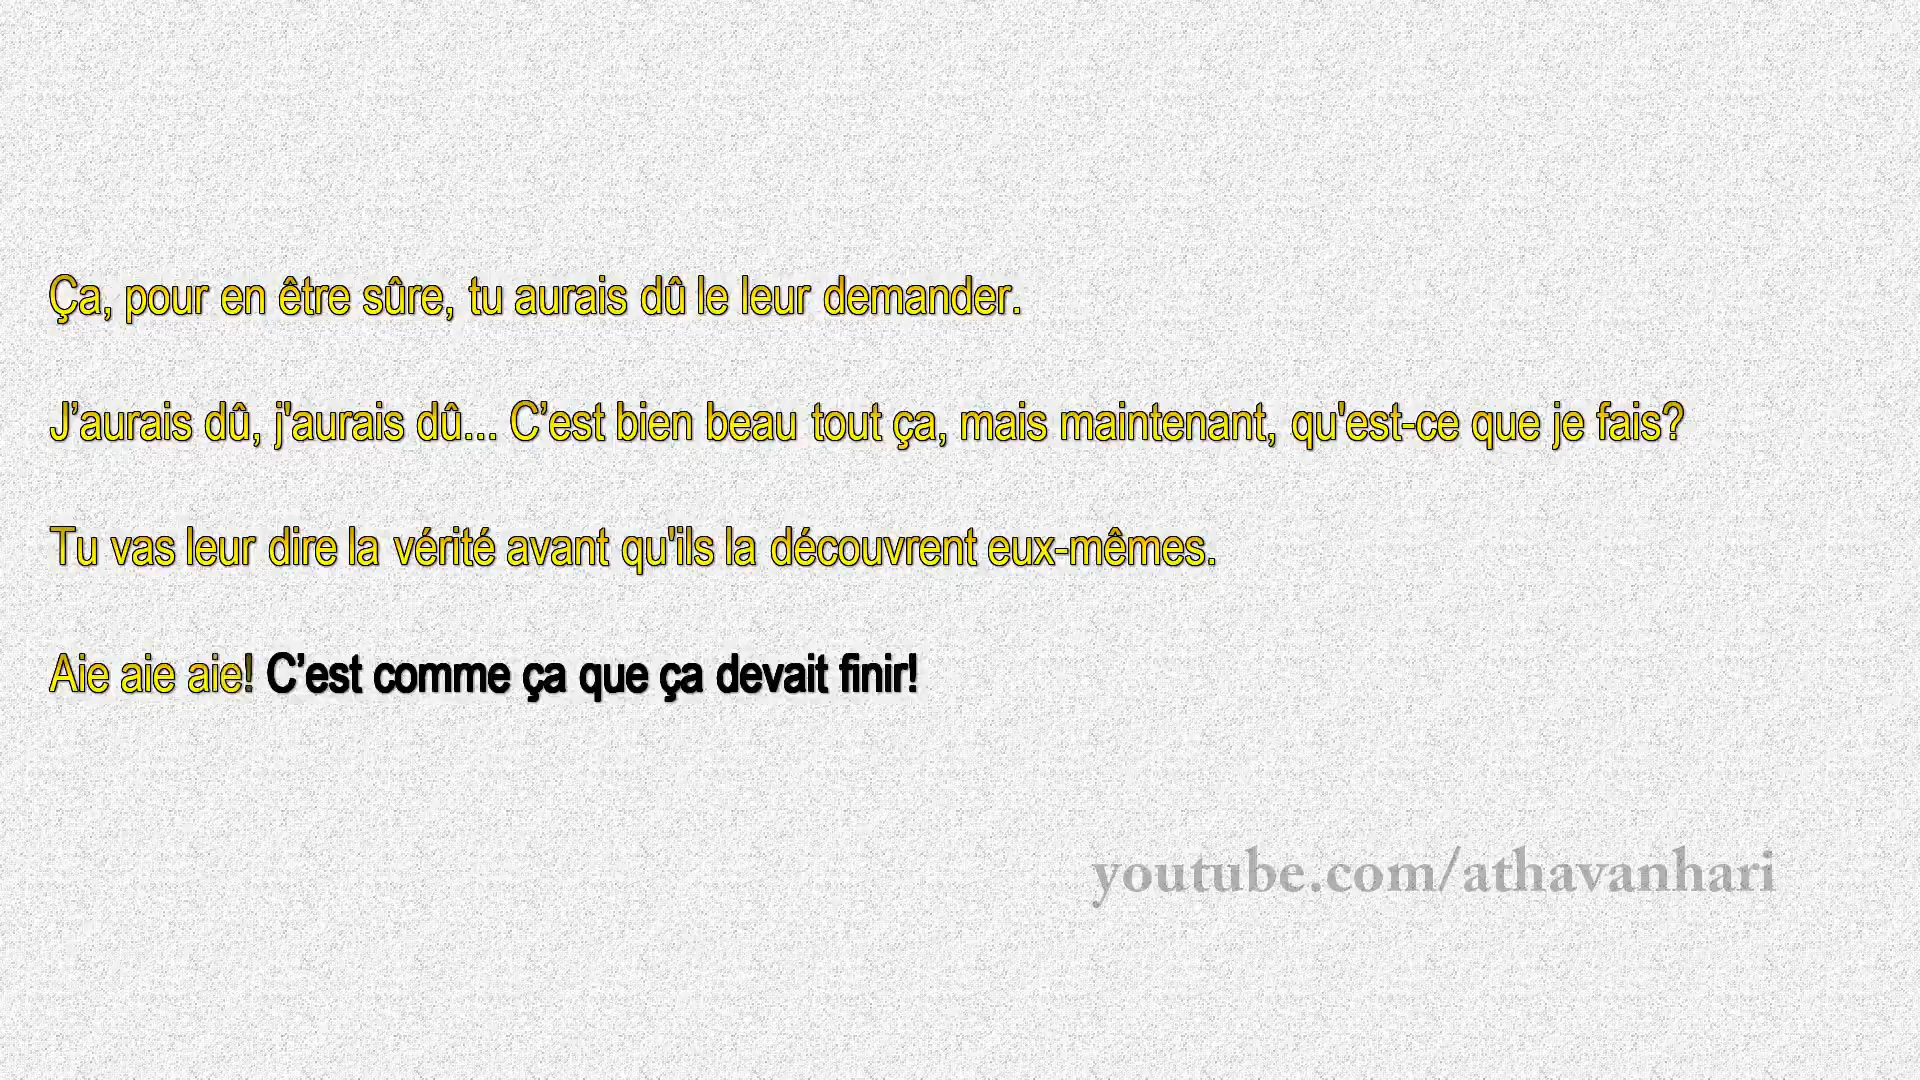 Ça, pour en être sûre, tu aurais dû le leur demander.
J’aurais dû, j'aurais dû... C’est bien beau tout ça, mais maintenant, qu'est-ce que je fais?
Tu vas leur dire la vérité avant qu'ils la découvrent eux-mêmes.
Aie aie aie! C’est comme ça que ça devait finir!
youtube.com/athavanhari